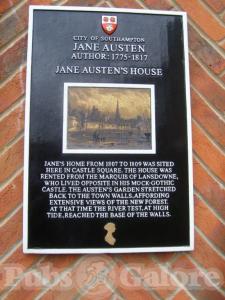 CITY OF SOUTHAMPTON
JANE AUSTEN
AUTHOR: 1775-1817
JANE AUSTEN'S HOUSE
JANE'S HOME FROM 1807 TO 1809 WAS SITED
HERE IN CASTLE SQUARE. THE HOUSE
WAS RENTED FROM THE MARQUIS OF LANSDOWNE,
WHO LIVED OPPOSITE IN HIS MOCK-GOTHIC
CASTLE. THE AUSTEN'S GARDEN STRETCHED
BACK TO THE TOWN WALLS, AFFORDING
EXTENSIVE VIEWS OF THE NEW FOREST.
AT THAT TIME THE RIVER TEST, AT HIGH
TIDE, REACHED THE BASE OF THE WALLS.
Pubs Galore